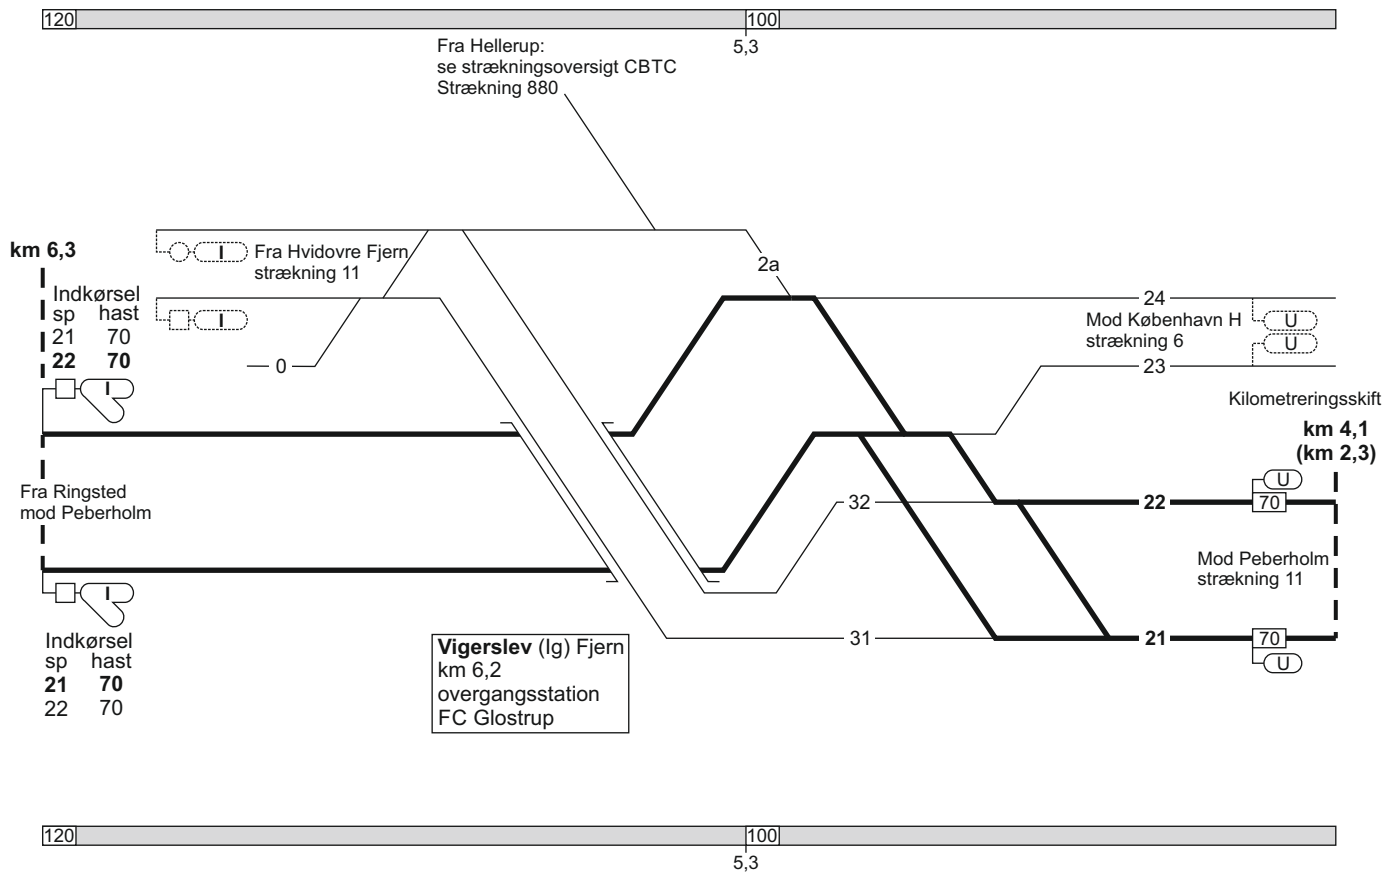 120
100
5,3
Fra Hellerup:
se strækningsoversigt CBTC
Strækning 880
km 6,3
I
Fra Hvidovre Fjern
strækning 11
2a
Indkørsel
sp hast
21 70
22 70
I
0
I
24
Mod København H
strækning 6
U
U
23
Kilometreringsskift
km 4,1
(km 2,3)
Fra Ringsted
mod Peberholm
32
22
U
70
Mod Peberholm
strækning 11
I
Indkørsel
sp hast
21 70
22 70
Vigerslev (Ig) Fjern
km 6,2
overgangsstation
FC Glostrup
31
21
70
U
120
100
5,3